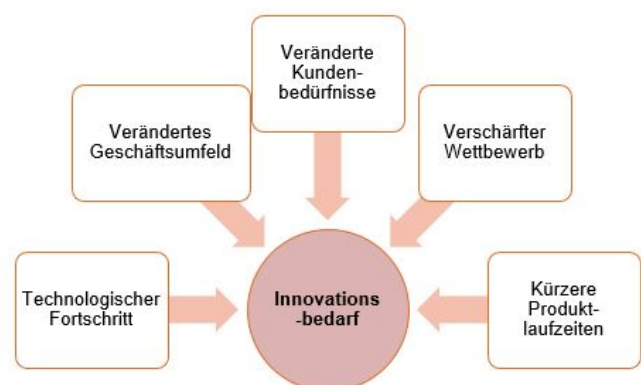 Veränderte
Kunden-
bedürfnisse
Verändertes
Geschäftsumfeld
Verschärfter
Wettbewerb
Technologischer
Fortschritt
Innovations
-bedarf
Kürzere
Produkt-
laufzeiten